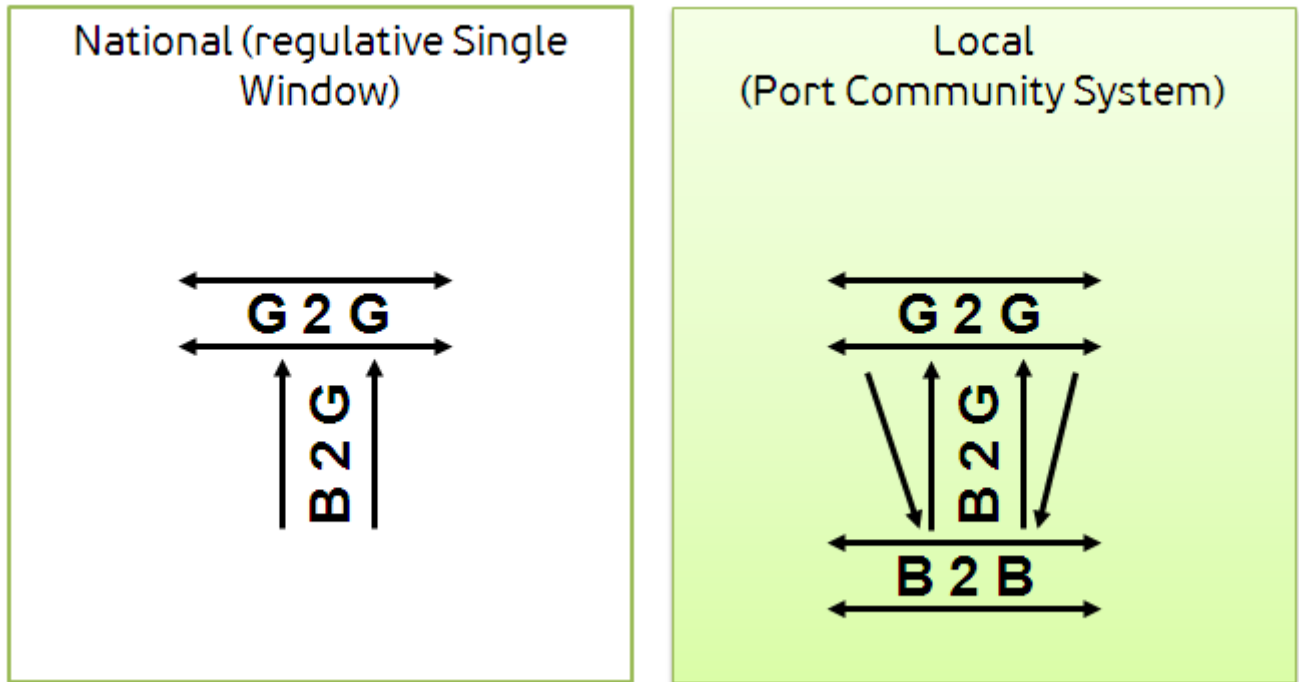 National (regulative Single
Window)
G 2 G
B 2 G
Local
(Port Community System)
G 2 G
B 2 G
B 2 B